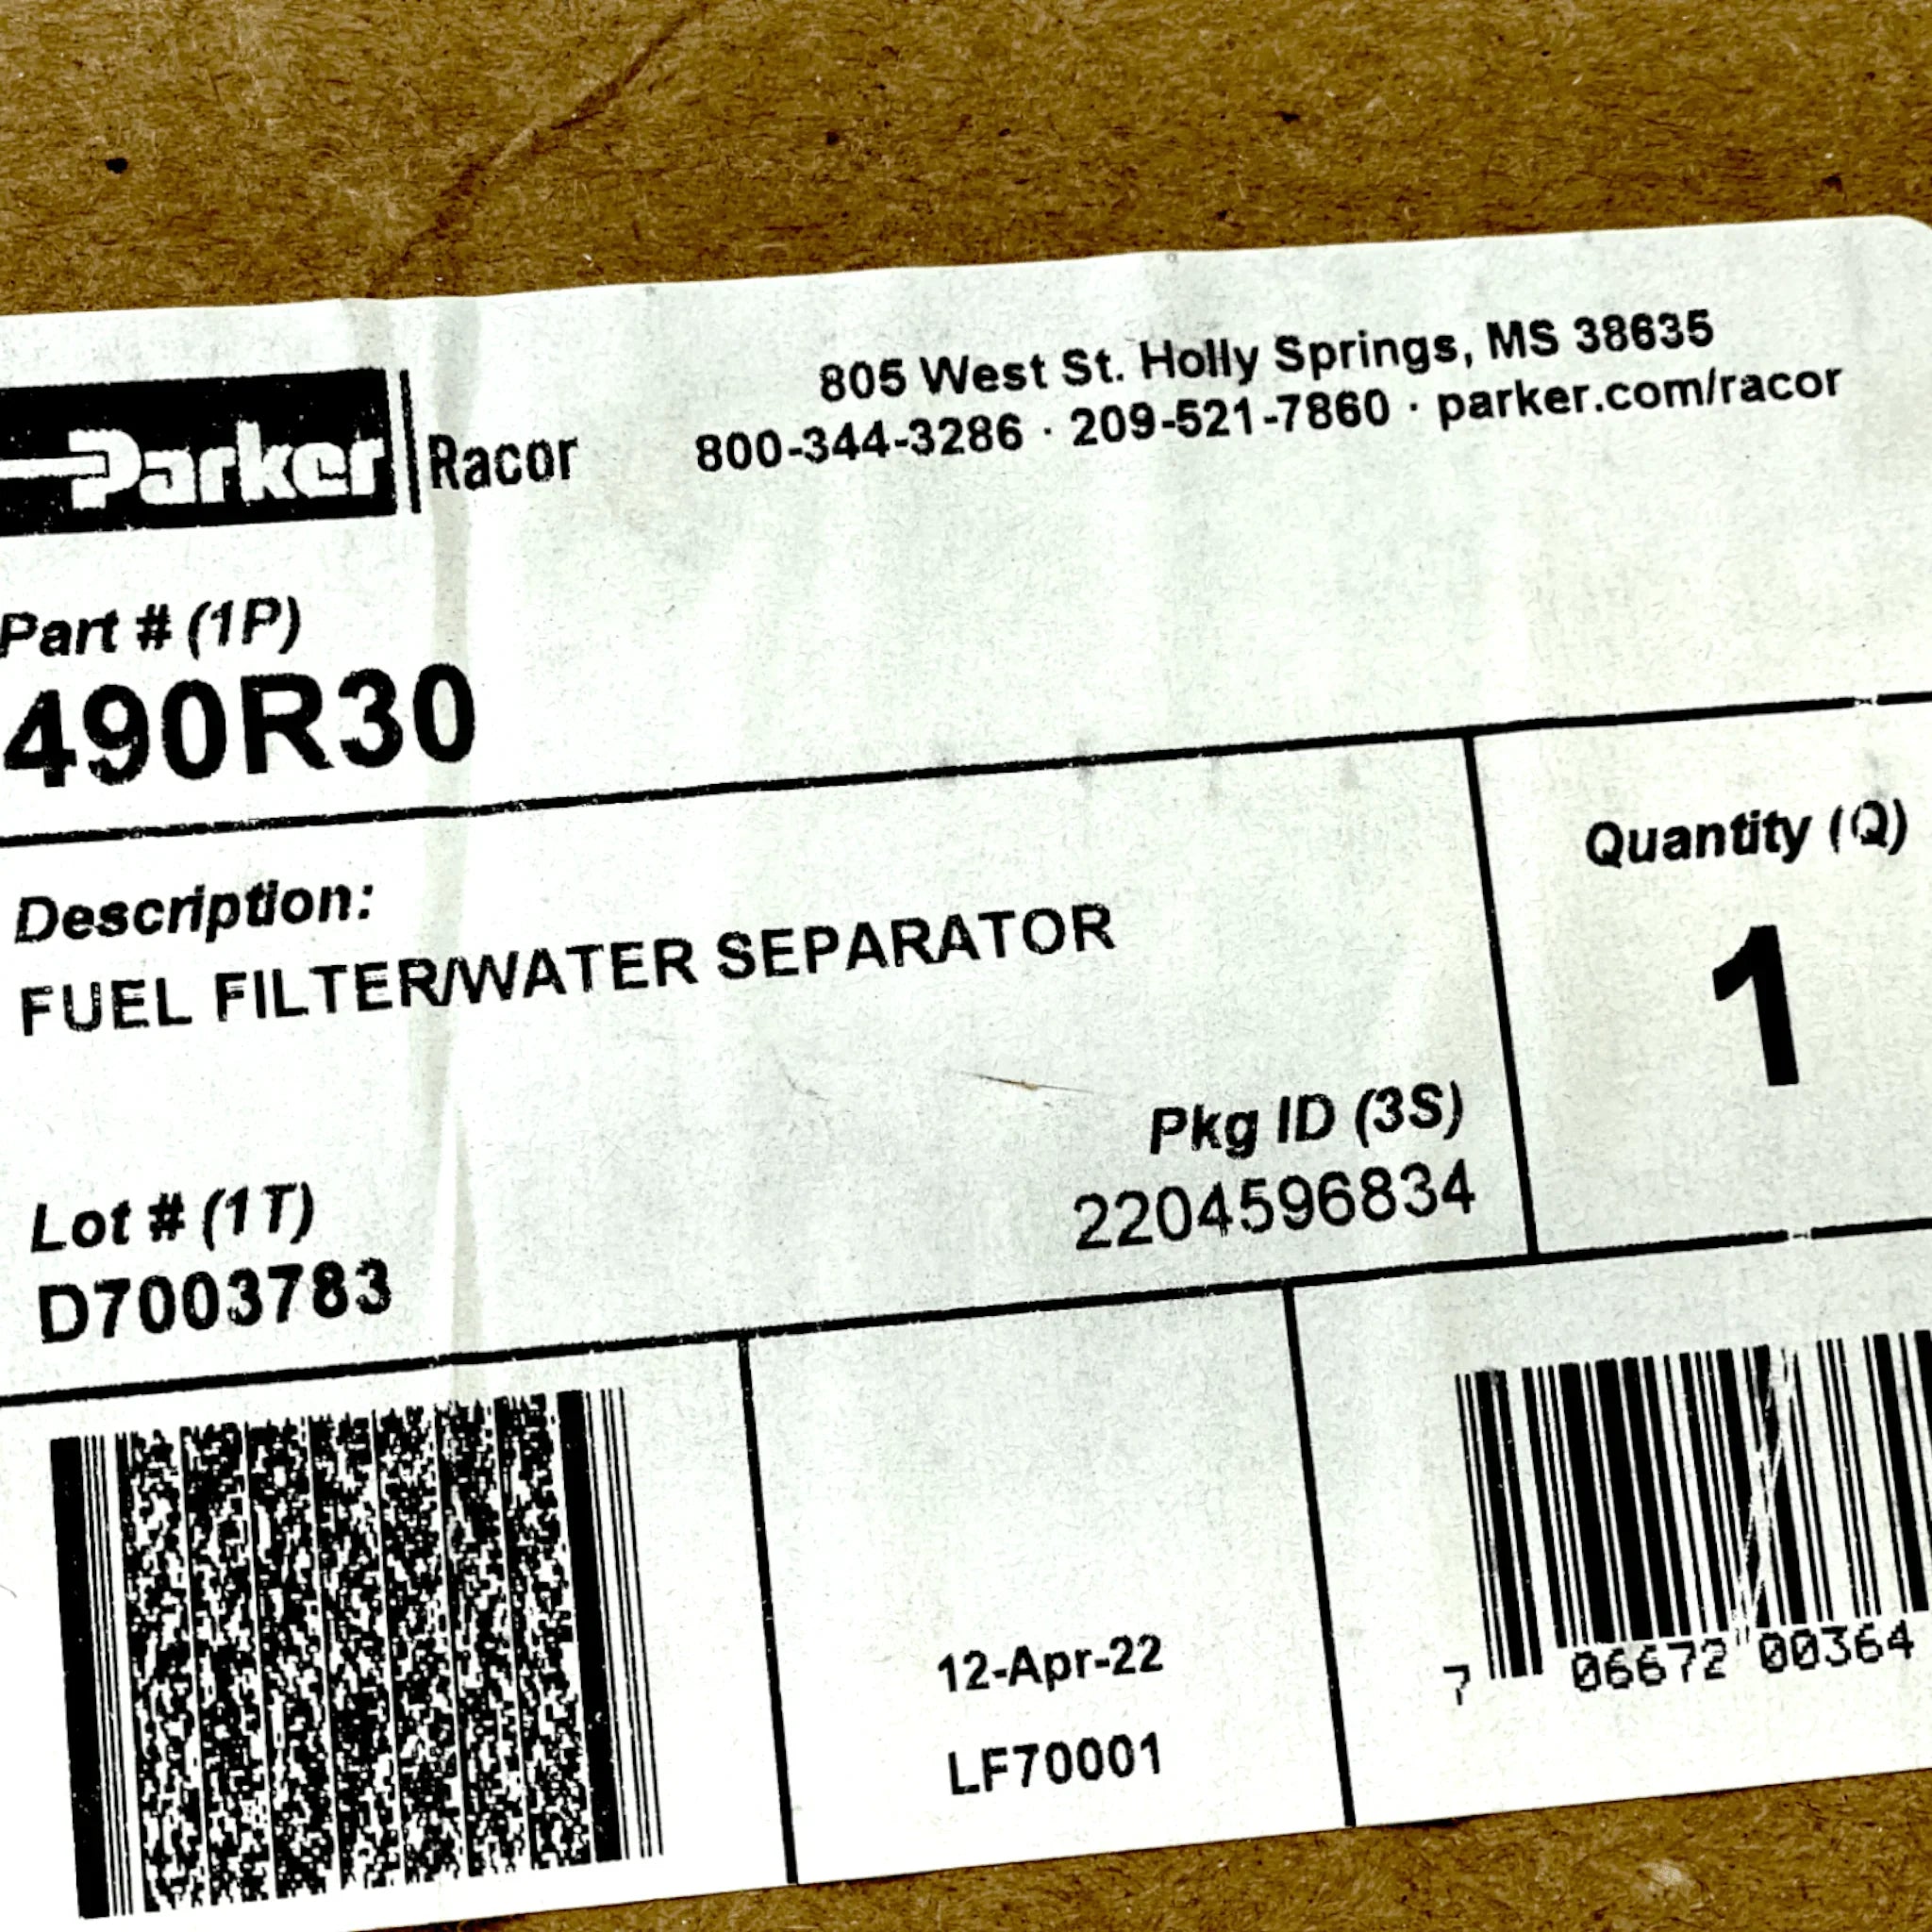 Parker Racor
805 West St. Holly Springs, MS 38635
800-344-3286 · 209-521-7860 · parker.com/racor
Part # (1P)
490R30
Description:
FUEL FILTER/WATER SEPARATOR
Quantity (Q)
1
Pkg ID (3S)
2204596834
Lot # (1T)
D7003783
12-Apr-22
LF70001
7 06672 00364